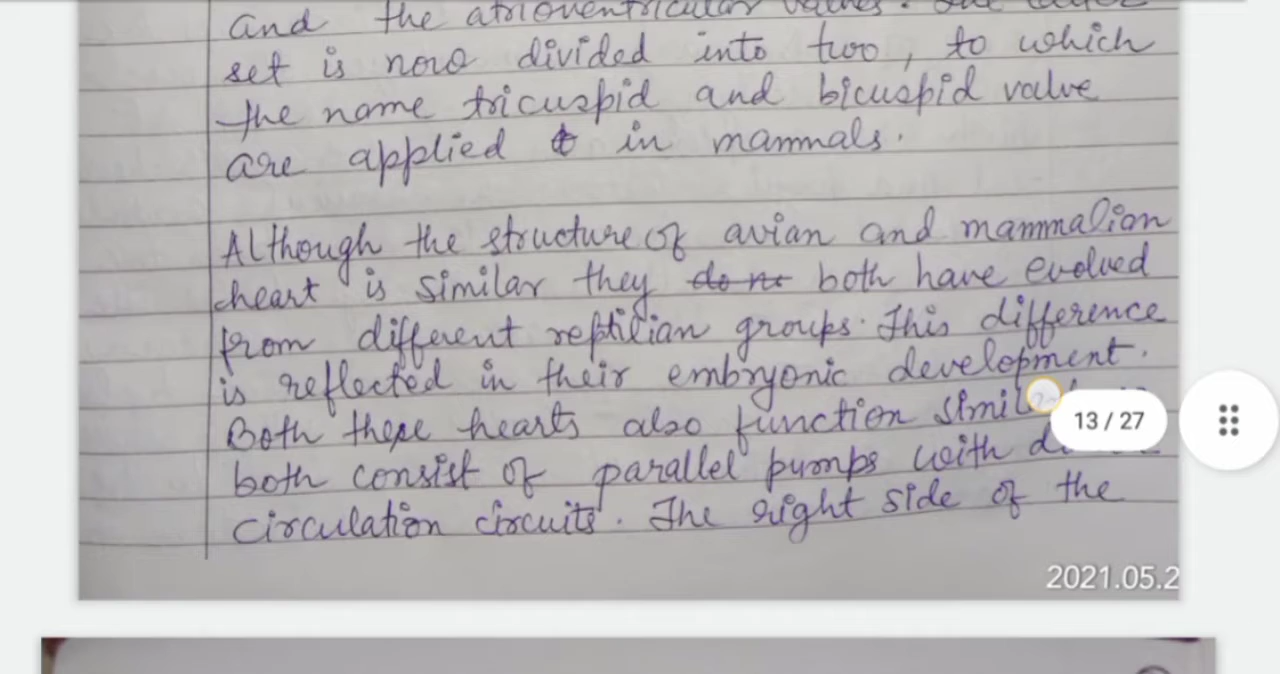 and the atrioventricular valves.
set is now divided into two, to which
the name tricuspid and bicuspid valve
are applied in mammals.
Although the structure of avian and mammalian
heart is similar they both have evolved
from different reptilian groups. This difference
is reflected in their embryonic development.
Both these hearts also function
both consist of parallel pumps with
circulation circuits. The right side of the
13 / 27
2021.05.2